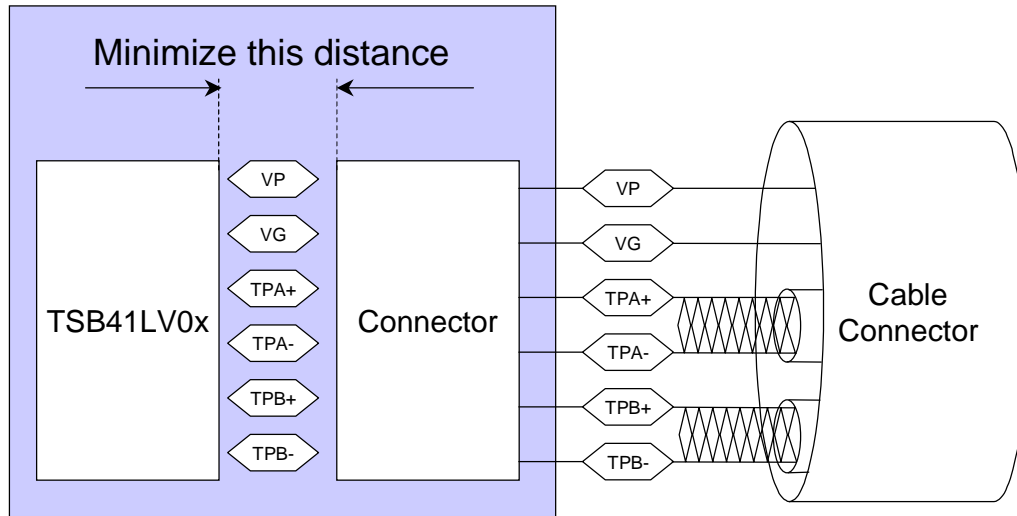 Minimize this distance
VP
VG
TPA+
TPA-
TPB+
TPB-
TSB41LV0x
Connector
VP
VG
TPA+
TPA-
TPB+
TPB-
Cable
Connector